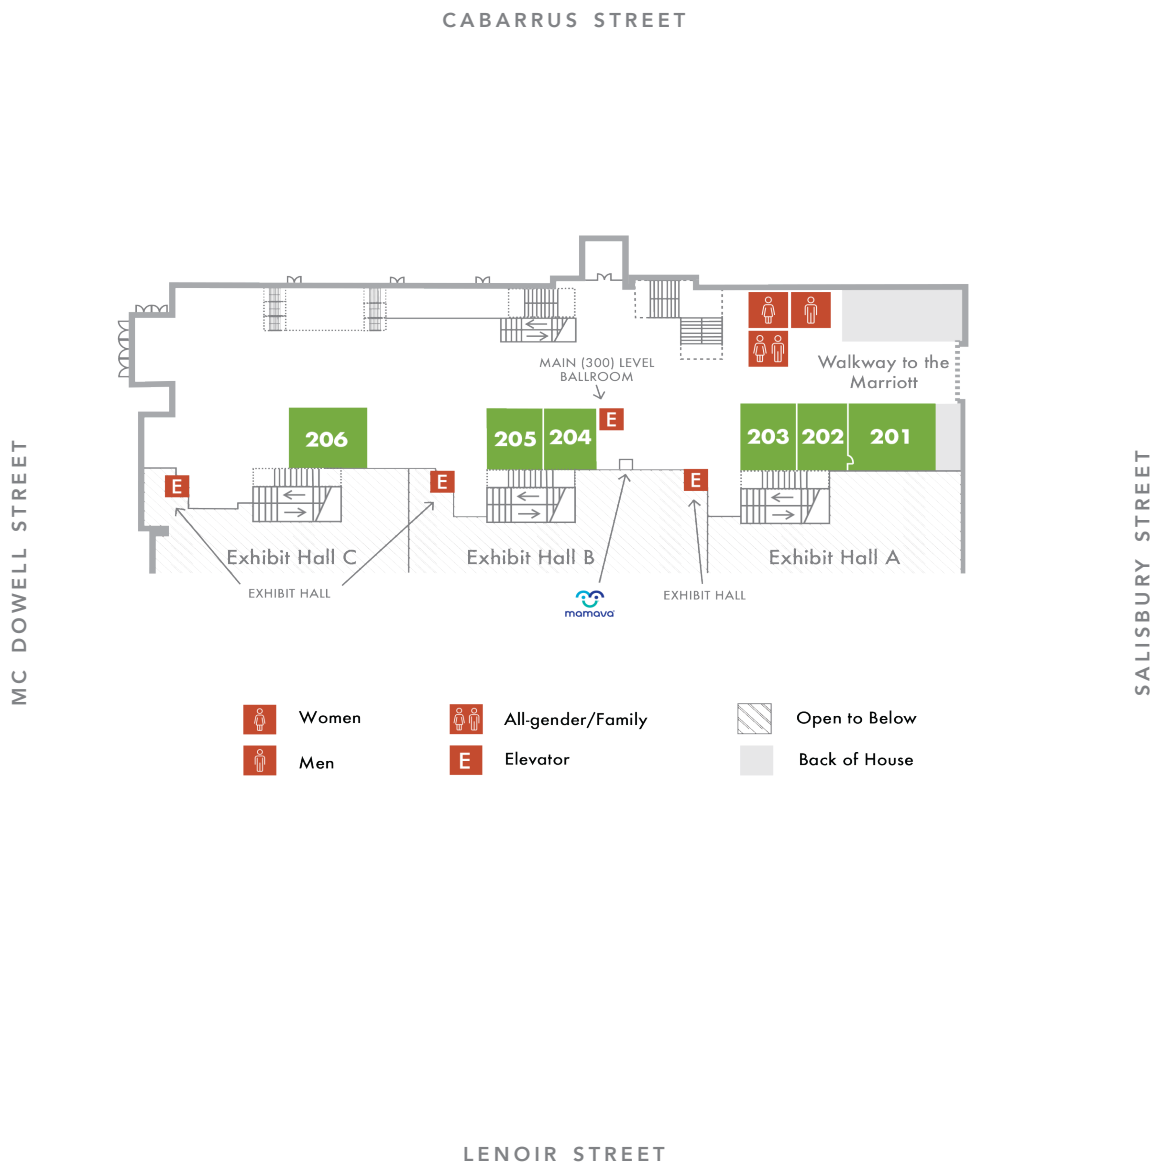 CABARRUS STREET
MAIN (300) LEVEL
BALLROOM
Walkway to the
Marriott
E
206
205
204
203
202
201
E
E
E
Exhibit Hall C
Exhibit Hall B
Exhibit Hall A
EXHIBIT HALL
mamava
EXHIBIT HALL
MC DOWELL STREET
SALISBURY STREET
Women
All-gender/Family
Open to Below
Men
E
Elevator
Back of House
LENOIR STREET